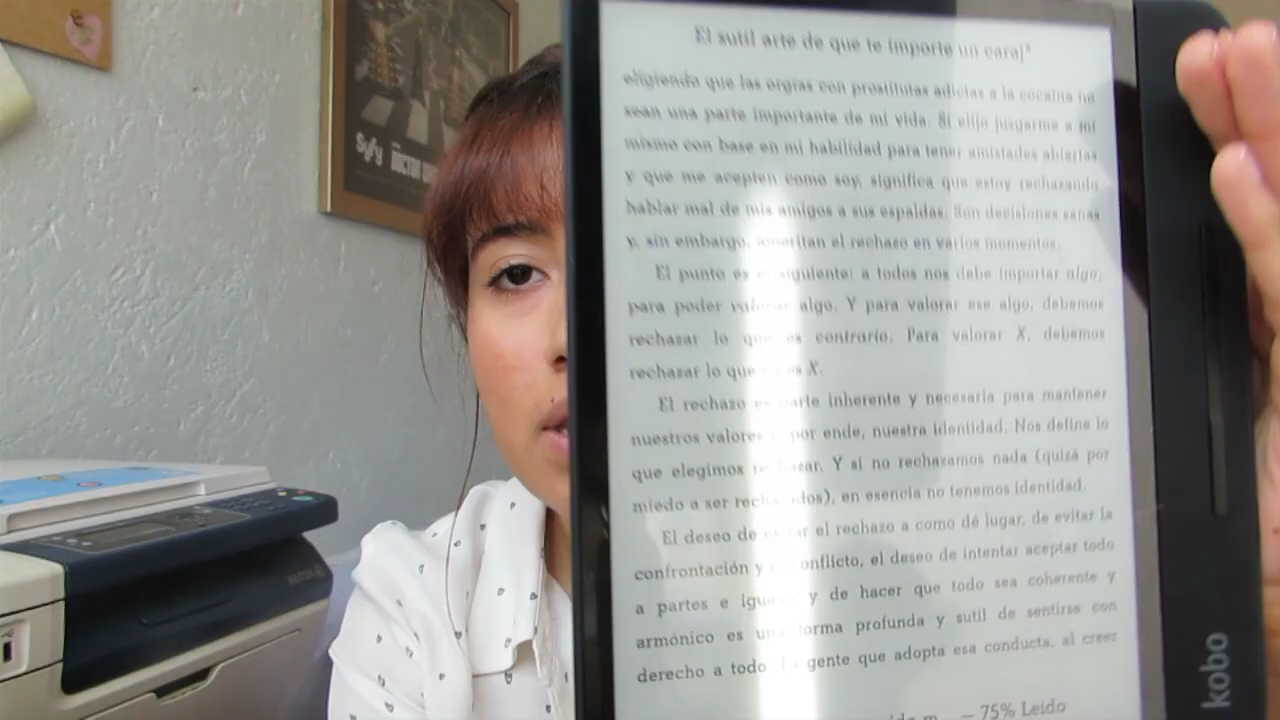 Syfy
DOCTOR
El sutil arte de que te importe un caraj*
eligiendo que las orgías con prostitutas adictas a la cocaína no
sean una parte importante de mi vida. Si elijo juzgarme a mí
mismo con base en mi habilidad para tener amistades abiertas
y que me acepten como soy, significa que estoy rechazando
hablar mal de mis amigos a sus espaldas. Son decisiones sanas
y, sin embargo, ameritan el rechazo en varios momentos.
El punto es siguiente: a todos nos debe importar algo,
para poder valorar algo. Y para valorar ese algo, debemos
rechazar lo que es contrario. Para valorar X, debemos
rechazar lo que X.
El rechazo es parte inherente y necesaria para mantener
nuestros valores por ende, nuestra identidad. Nos define lo
que elegimos rechazar. Y si no rechazamos nada (quizá por
miedo a ser rechazados), en esencia no tenemos identidad.
El deseo de evitar el rechazo a como dé lugar, de evitar la
confrontación y conflicto, el deseo de intentar aceptar todo
a partes e iguales y de hacer que todo sea coherente y
armónico es una forma profunda y sutil de sentirse con
derecho a todo. La gente que adopta esa conducta, al creer
— 75% Leído
kobo